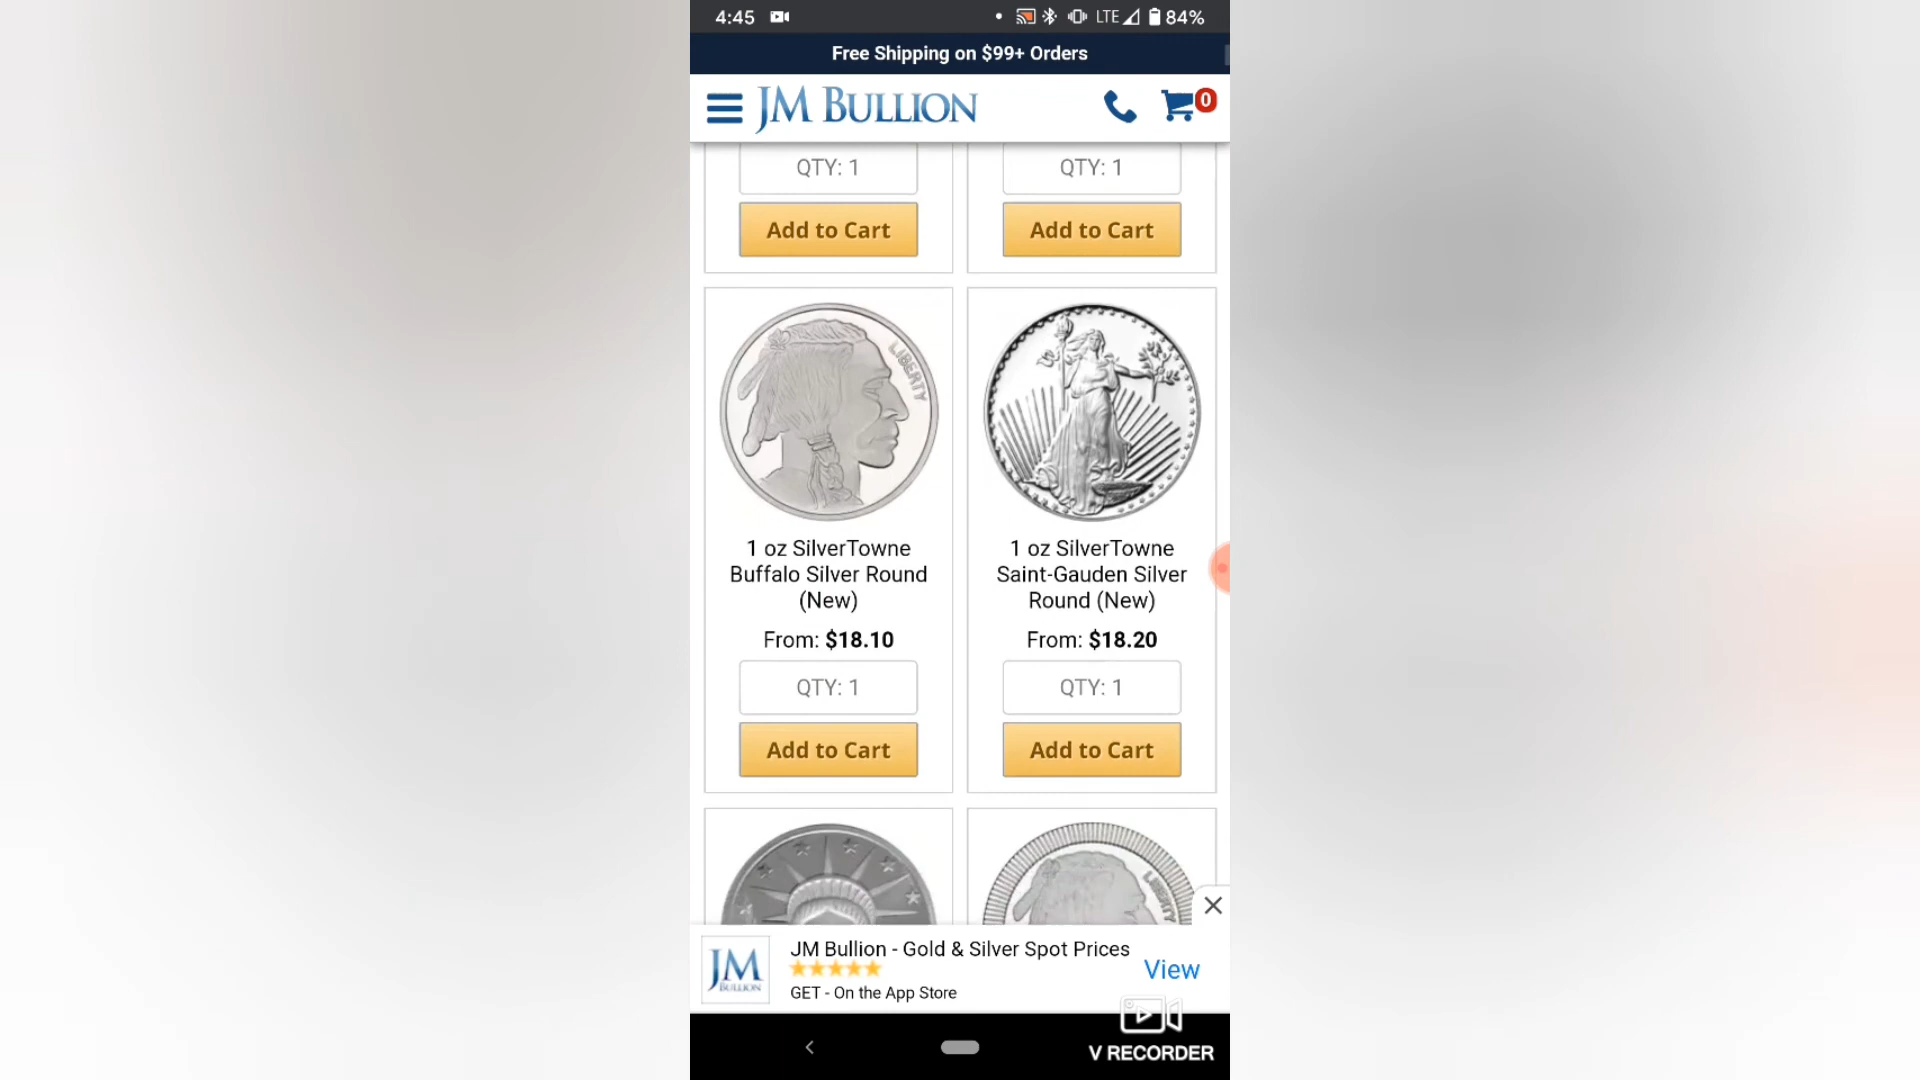 4:45
LTE 84%
Free Shipping on $99+ Orders
JM BULLION
0
QTY: 1
QTY: 1
Add to Cart
Add to Cart
LIBERTY
1 oz SilverTowne
Buffalo Silver Round
(New)
From: $18.10
QTY: 1
Add to Cart
1 oz SilverTowne
Saint-Gauden Silver
Round (New)
From: $18.20
QTY: 1
Add to Cart
LIBERTY
JM
BULLION
JM Bullion - Gold & Silver Spot Prices
GET - On the App Store
View
V RECORDER